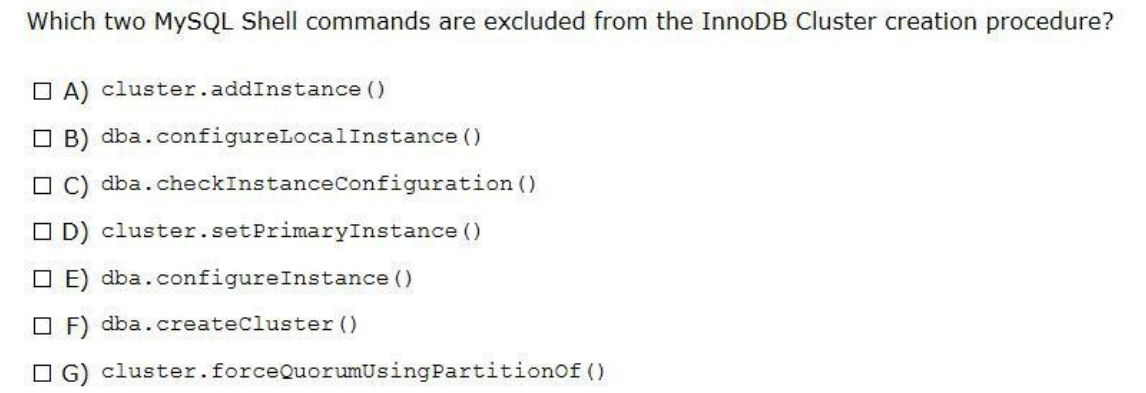 Which two MySQL Shell commands are excluded from the InnoDB Cluster creation procedure?
A) cluster.addInstance()
B) dba.configureLocalInstance()
C) dba.checkInstanceConfiguration()
D) cluster.setPrimaryInstance()
E) dba.configureInstance()
F) dba.createCluster()
G) cluster.forceQuorumUsingPartitionOf()